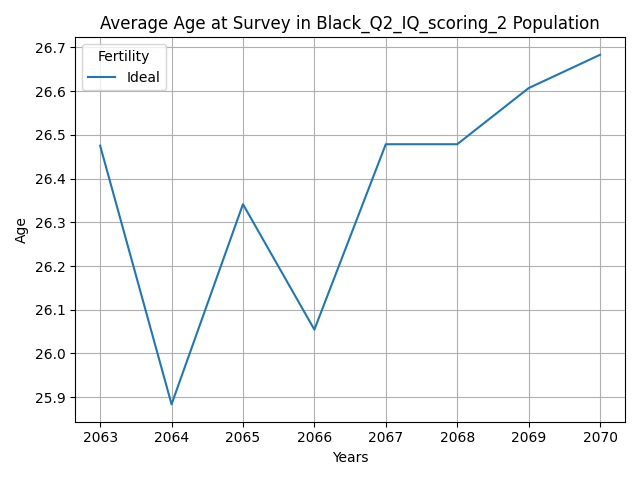 Average Age at Survey in Black_Q2_IQ_scoring_2 Population
Fertility
Ideal
26.7
26.6
26.5
26.4
26.3
26.2
26.1
26.0
25.9
Age
2063 2064 2065 2066 2067 2068 2069 2070
Years